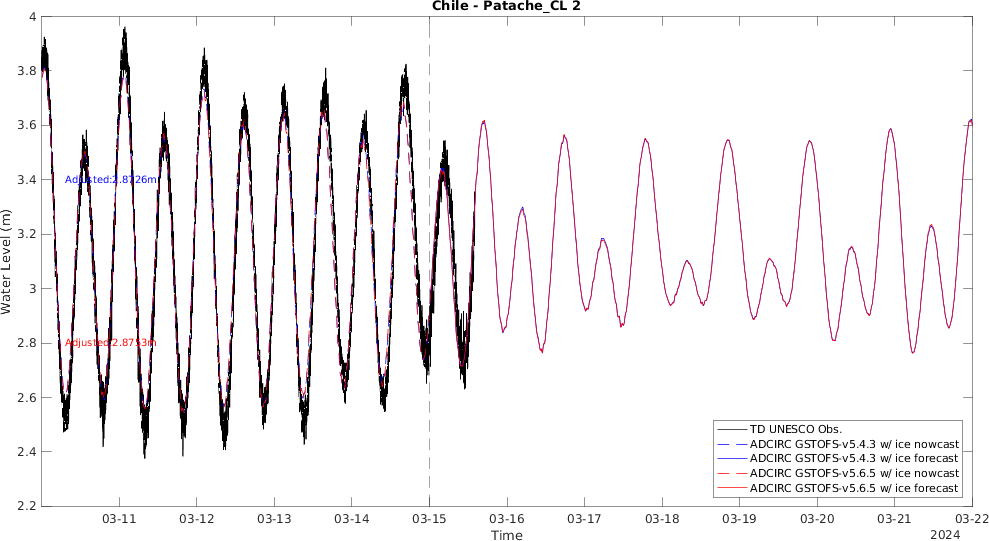 Chile - Patache_CL 2
4
3.8
3.6
3.4
3.2
3
2.8
2.6
2.4
2.2
Water Level (m)
Adjusted:2.8726m
Adjusted:2.8753m
TD UNESCO Obs.
ADCIRC GSTOFS-v5.4.3 w/ ice nowcast
ADCIRC GSTOFS-v5.4.3 w/ ice forecast
ADCIRC GSTOFS-v5.6.5 w/ ice nowcast
ADCIRC GSTOFS-v5.6.5 w/ ice forecast
03-11 03-12 03-13 03-14 03-15 03-16 03-17 03-18 03-19 03-20 03-21 03-22
Time
2024